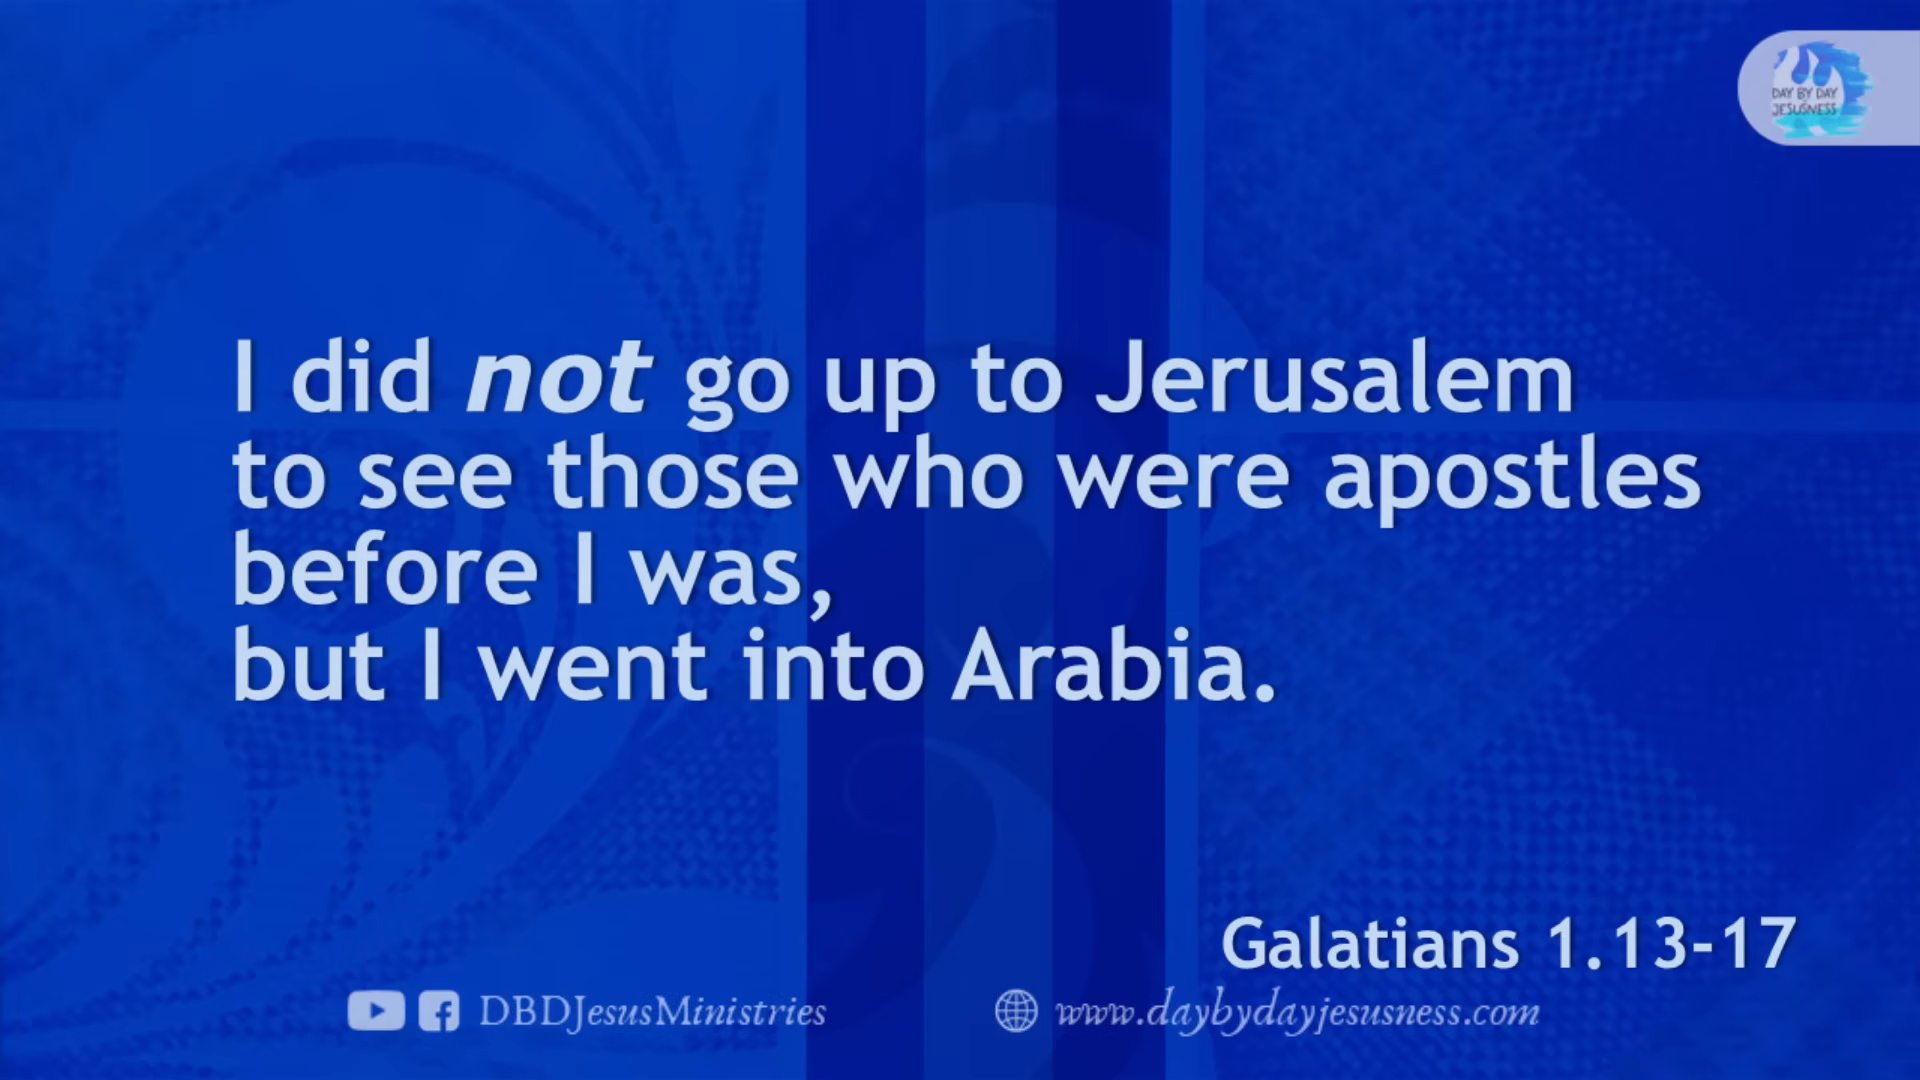 DAY BY DAY
JESUSNESS
I did not go up to Jerusalem
to see those who were apostles
before I was,
but I went into Arabia.
Galatians 1.13-17
DBDJesusMinistries
www.daybydayjesusness.com